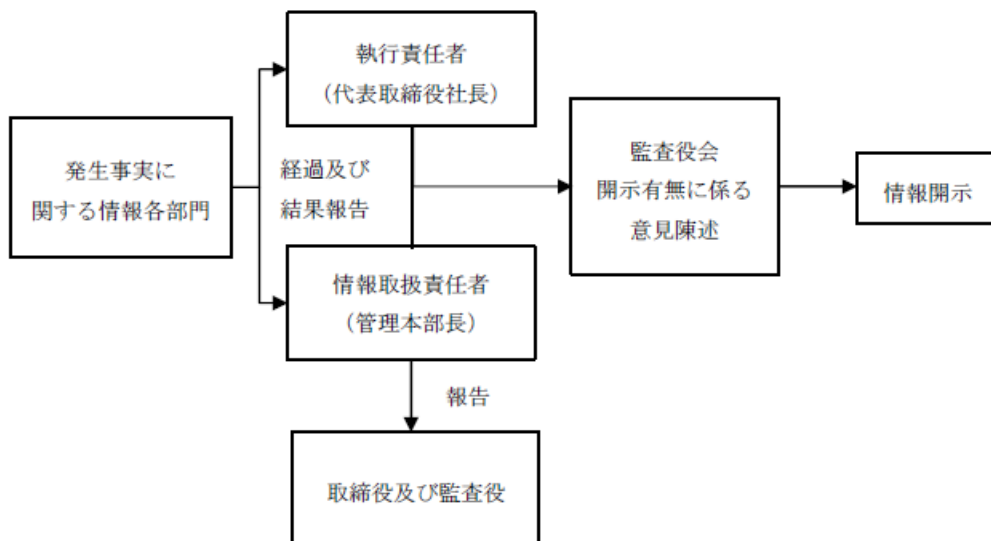 発生事実に
関する情報各部門
経過及び
結果報告
執行責任者
（代表取締役社長）
情報取扱責任者
（管理本部長）
報告
取締役及び監査役
監査役会
開示有無に係る
意見陳述
情報開示